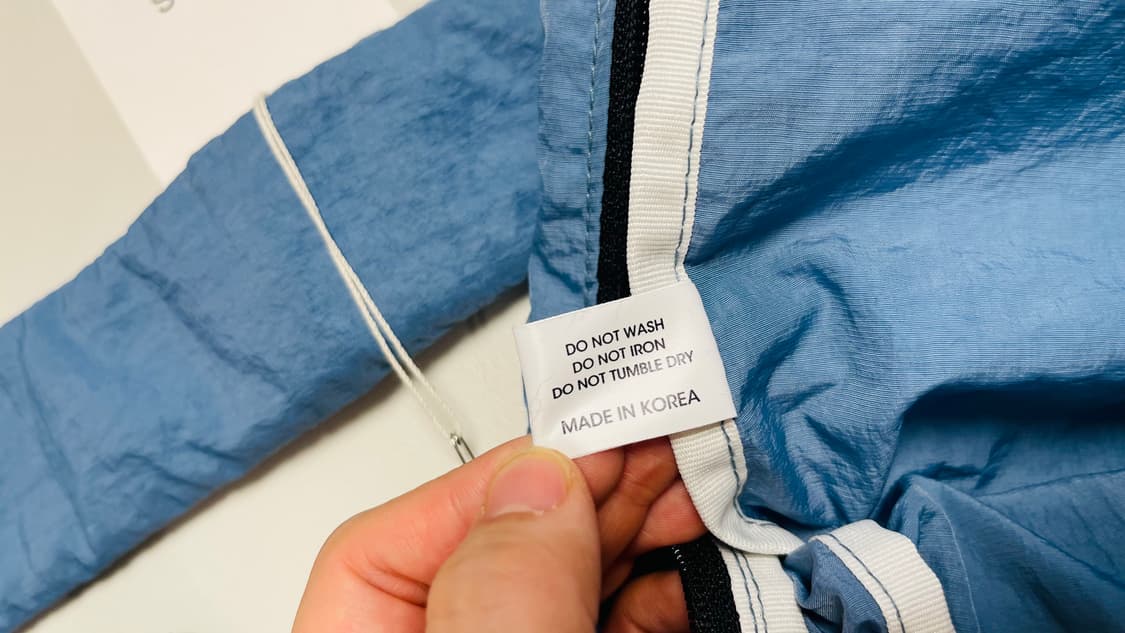 DO NOT WASH
DO NOT IRON
DO NOT TUMBLE DRY
MADE IN KOREA